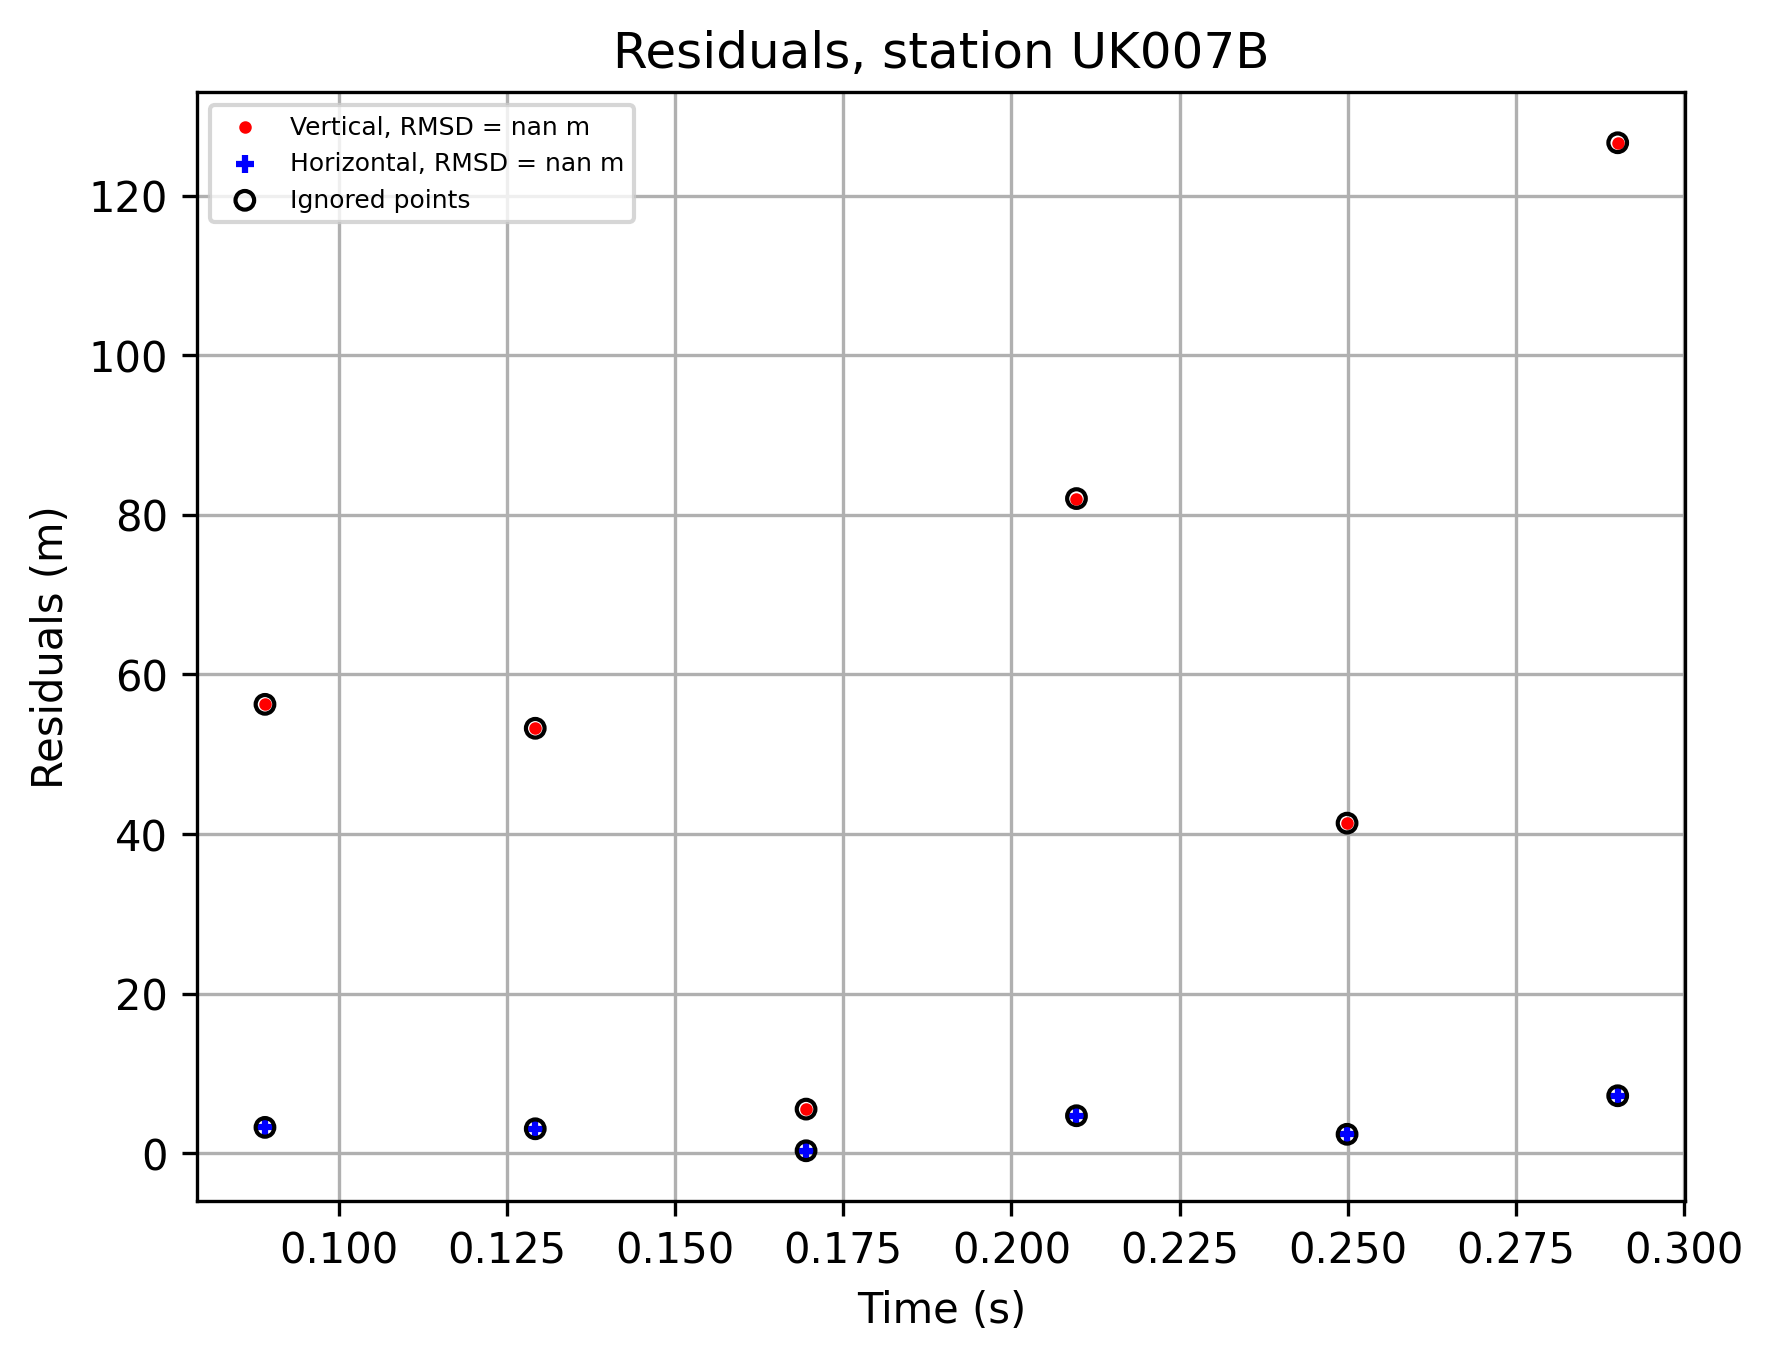 Residuals, station UK007B
Vertical, RMSD = nan m
Horizontal, RMSD = nan m
Ignored points
Residuals (m)
120
100
80
60
40
20
0
0.100 0.125 0.150 0.175 0.200 0.225 0.250 0.275 0.300
Time (s)